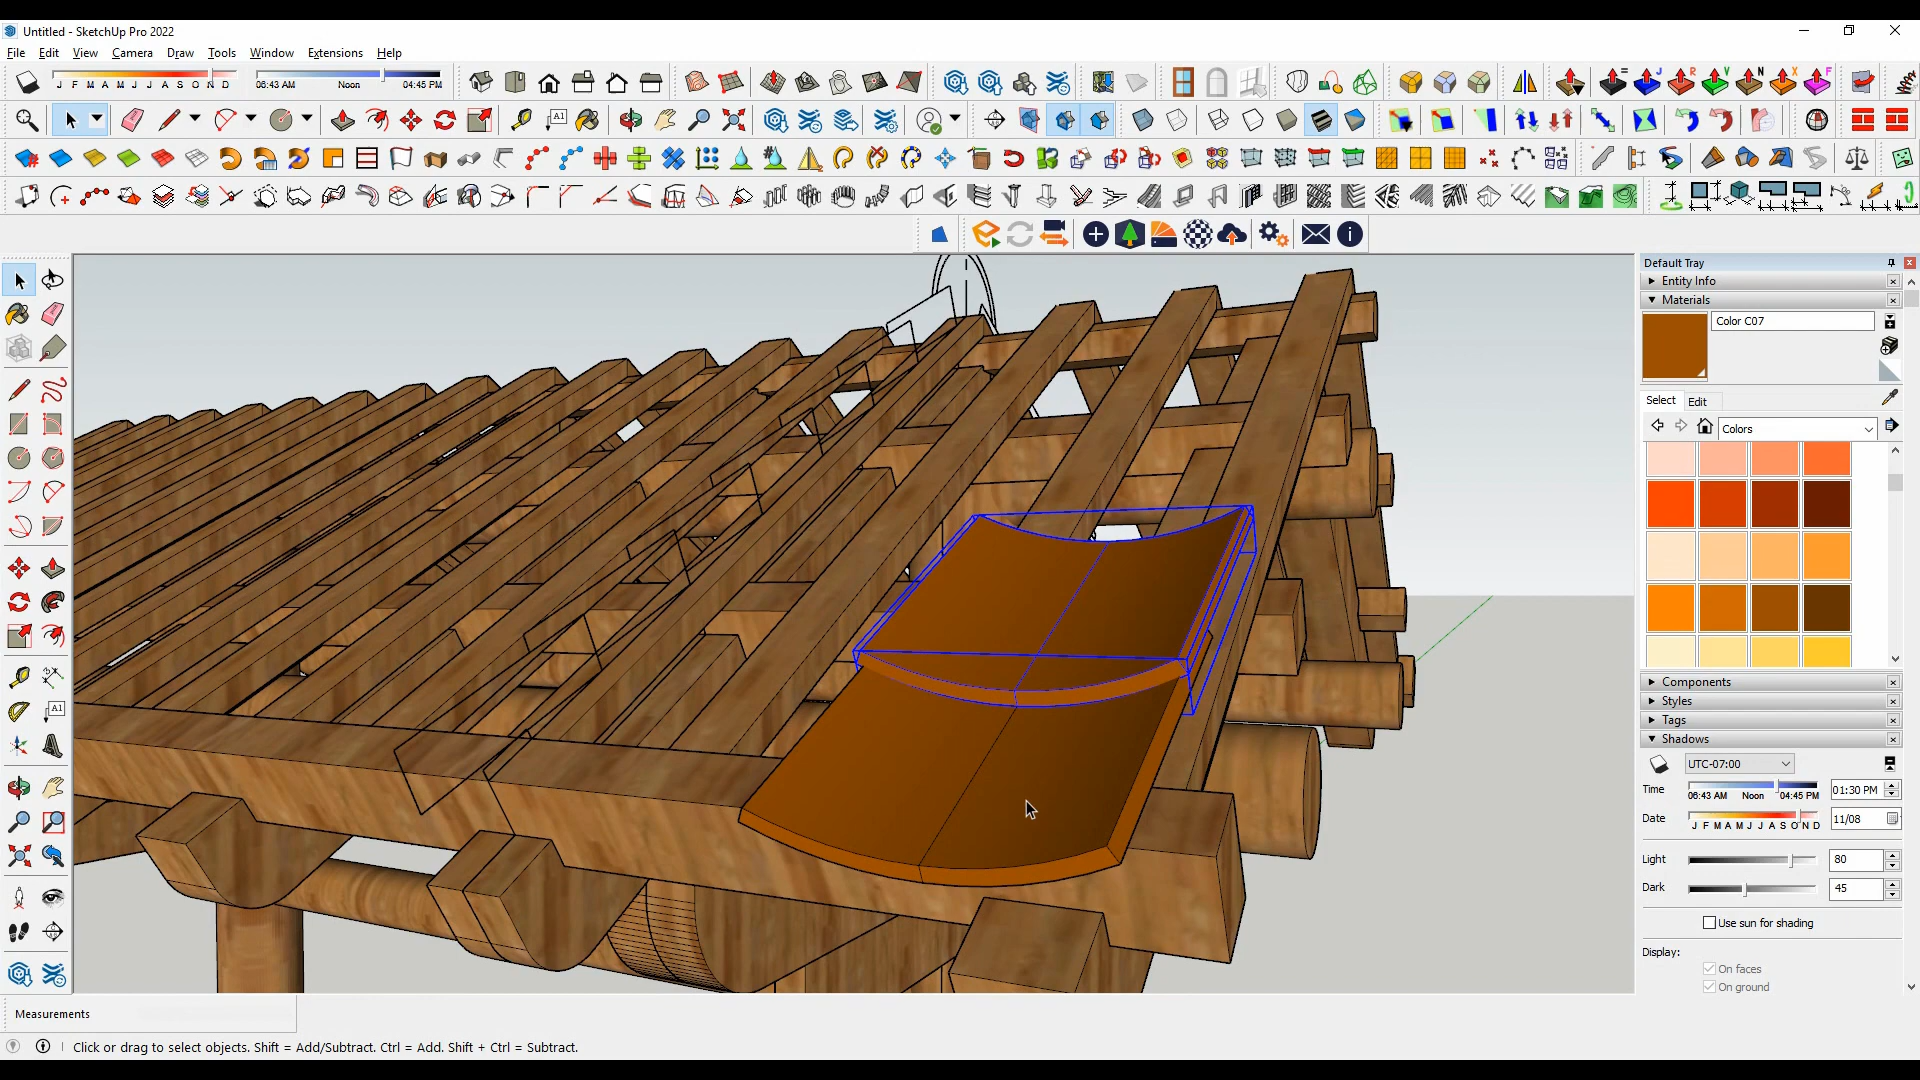 Untitled - SketchUp Pro 2022
File Edit View Camera Draw Tools Window Extensions Help
J F M A M J J A S O N D 06:43 AM Noon 04:45 PM
A1
Default Tray
Entity Info
Materials
Color C07
Select Edit
Colors
A1
Components
Styles
Tags
Shadows
UTC-07:00
Time 06:43 AM Noon 04:45 PM 01:30 PM
Date J F M A M J J A S O N D 11/08
Light 80
Dark 45
Use sun for shading
Display:
On faces
On ground
Measurements
Click or drag to select objects. Shift = Add/Subtract. Ctrl = Add. Shift + Ctrl = Subtract.